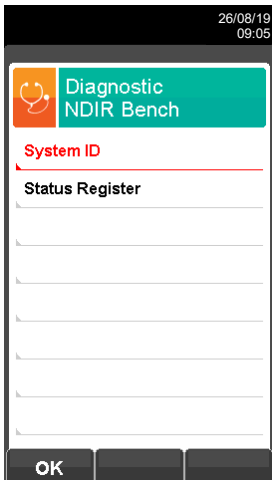 26/08/19
09:05
Diagnostic
NDIR Bench
System ID
Status Register
OK